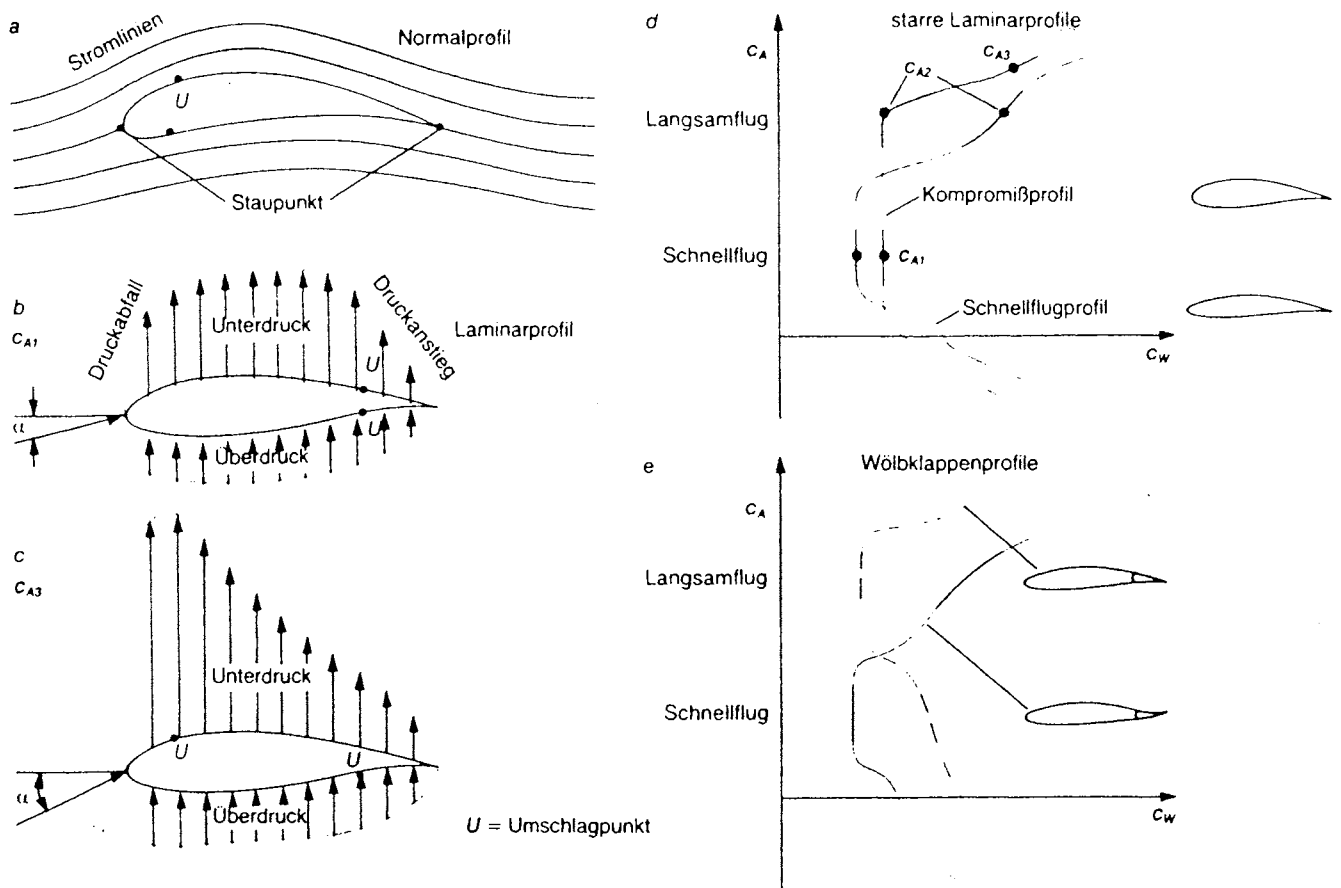 a
Stromlinien
Normalprofil
U
Staupunkt
b
C_A1
Druckabfall
Unterdruck
Druckanstieg
Laminarprofil
U
α
U
Überdruck
c
C_A3
Unterdruck
U
U
α
Überdruck
U = Umschlagpunkt
d
starre Laminarprofile
C_A
C_A3
C_A2
Langsamflug
Kompromißprofil
Schnellflug
C_A1
Schnellflugprofil
C_W
e
Wölbklappenprofile
C_A
Langsamflug
Schnellflug
C_W